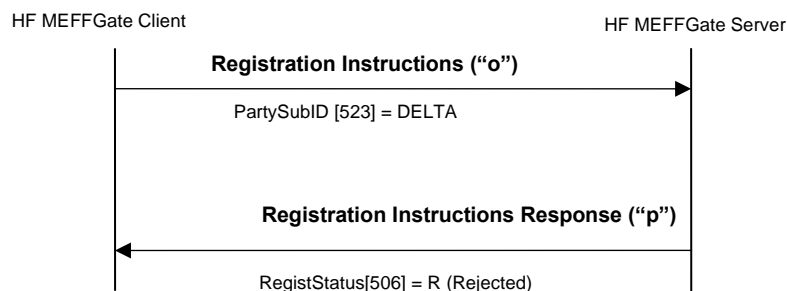 HF MEFFGate Client
HF MEFFGate Server
Registration Instructions (“o”)
PartySubID [523] = DELTA
Registration Instructions Response (“p”)
RegistStatus[506] = R (Rejected)